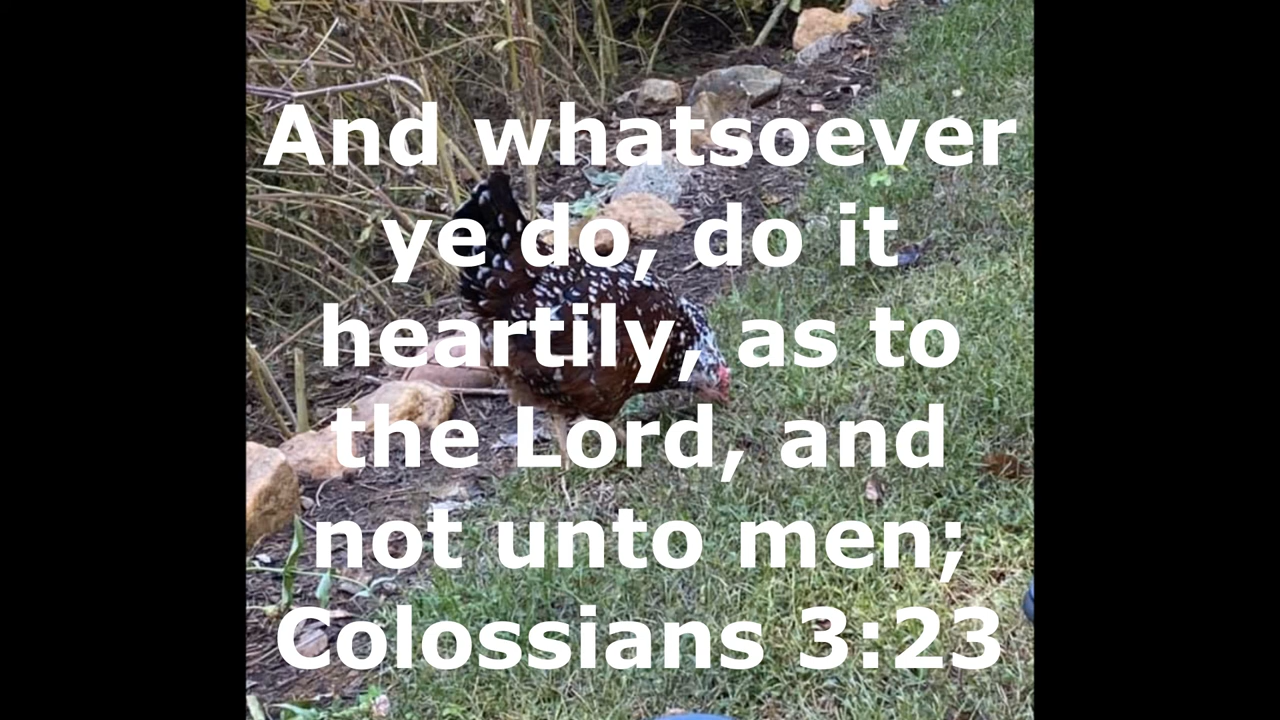 And whatsoever
ye do, do it
heartily, as to
the Lord, and
not unto men;
Colossians 3:23